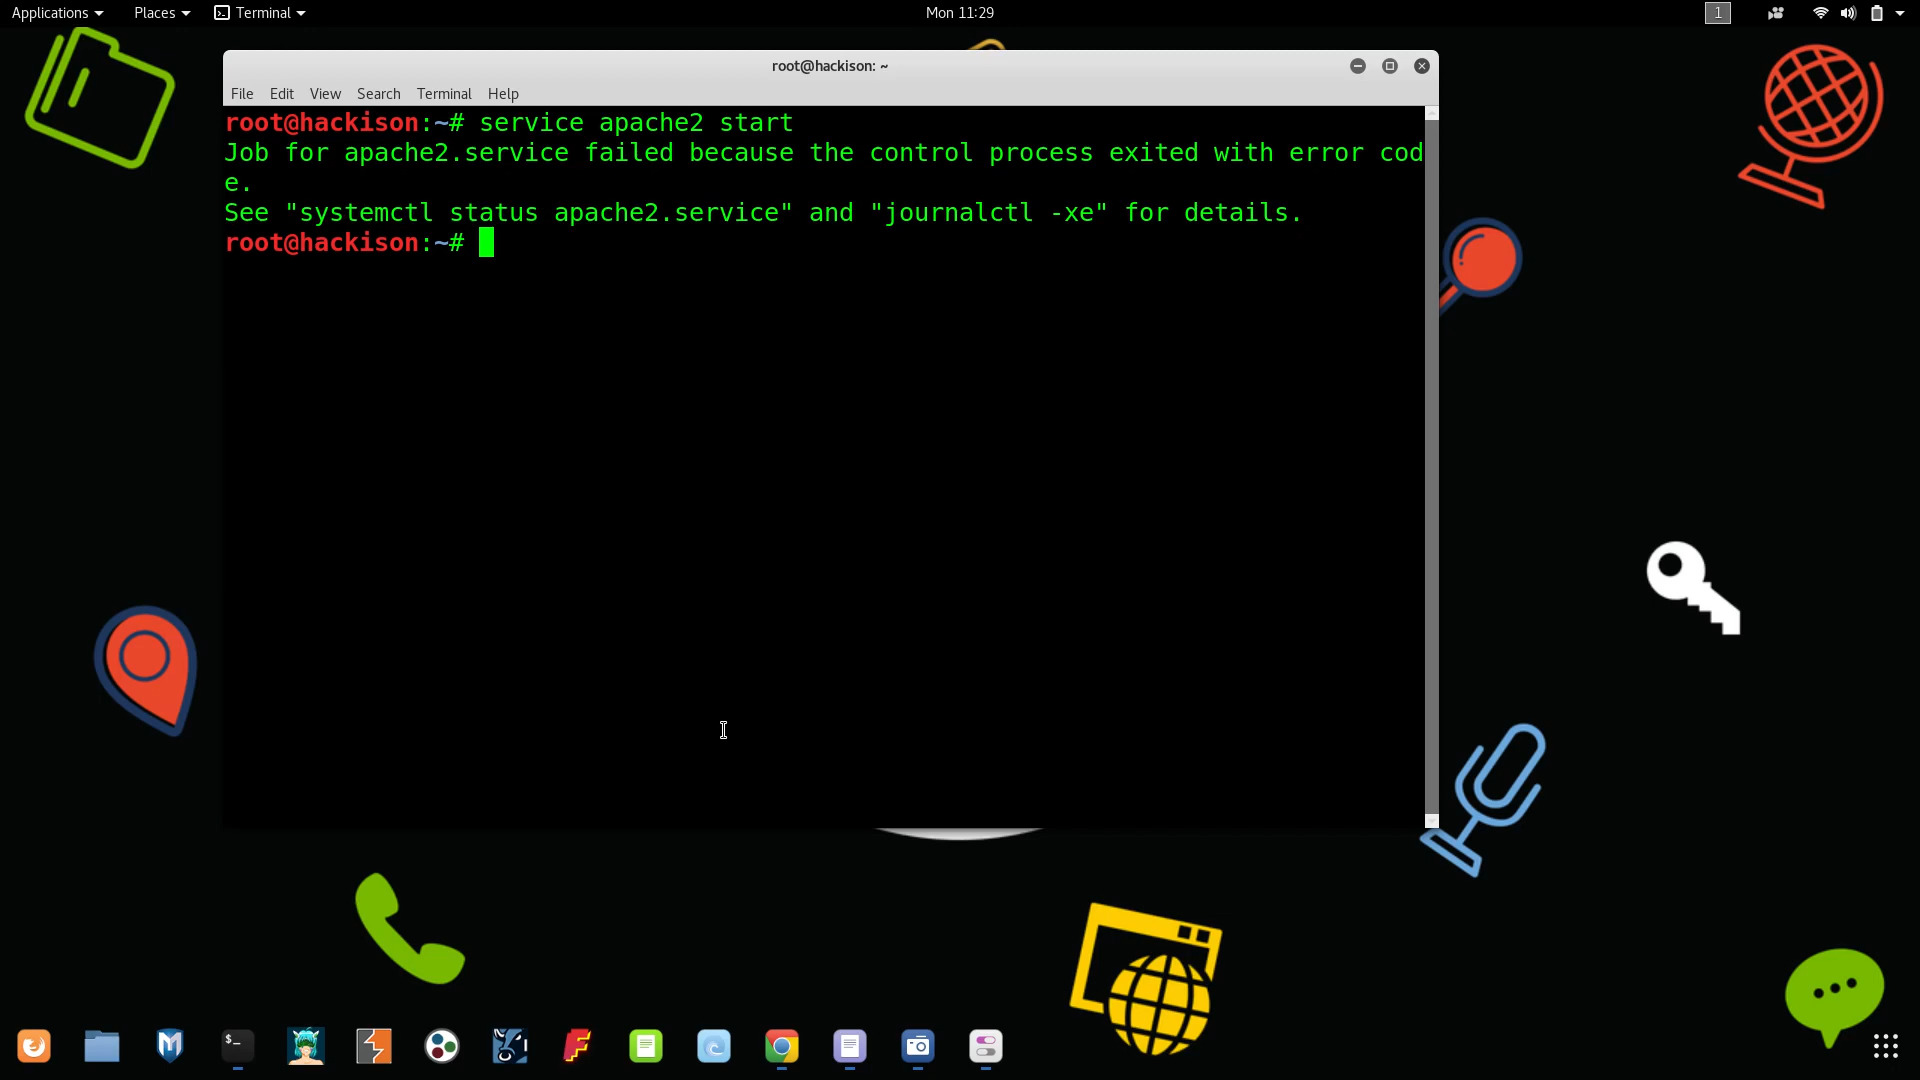 Applications Places Terminal Mon 11:29 1
root@hackison: ~
File Edit View Search Terminal Help
root@hackison:~# service apache2 start
Job for apache2.service failed because the control process exited with error cod
e.
See "systemctl status apache2.service" and "journalctl -xe" for details.
root@hackison:~#
$_